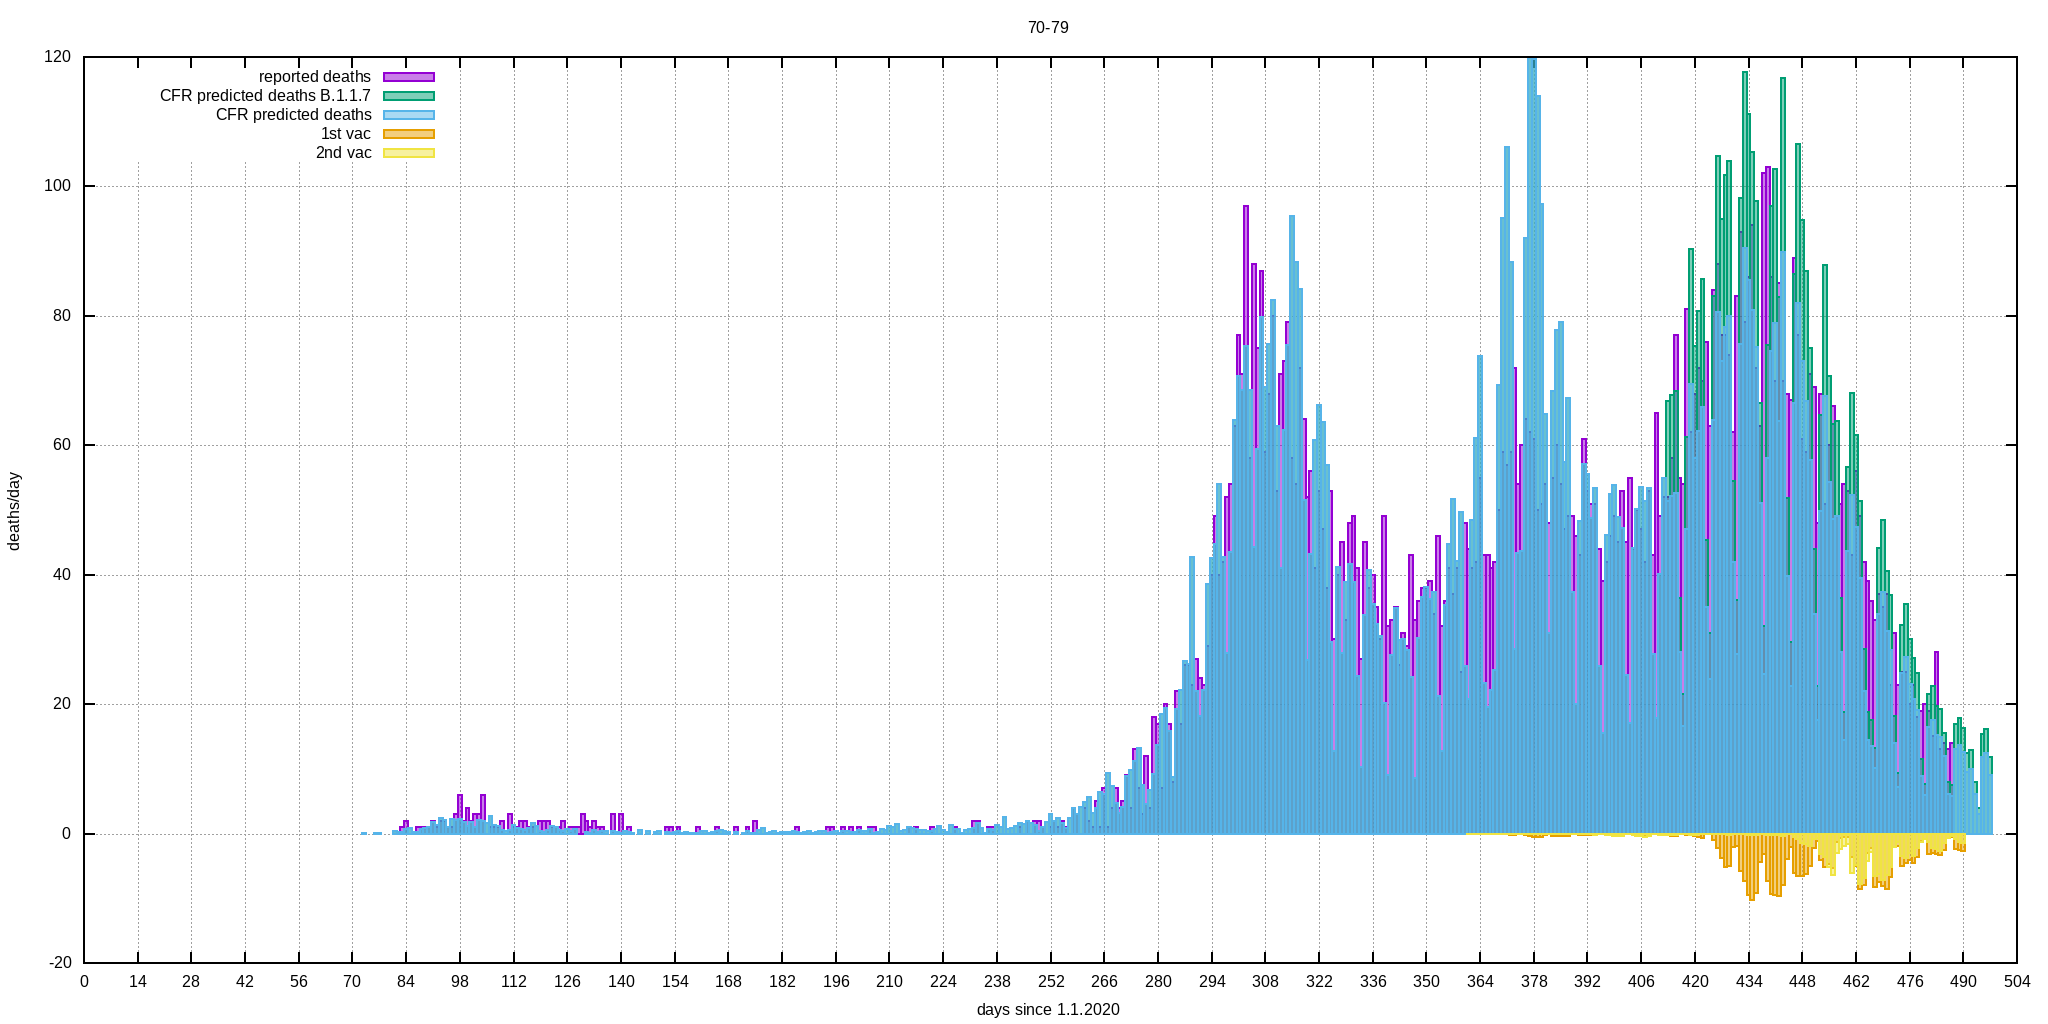 70-79
120
100
80
60
40
20
0
-20
deaths/day
reported deaths
CFR predicted deaths B.1.1.7
CFR predicted deaths
1st vac
2nd vac
0 14 28 42 56 70 84 98 112 126 140 154 168 182 196 210 224 238 252 266 280 294 308 322 336 350 364 378 392 406 420 434 448 462 476 490 504
days since 1.1.2020